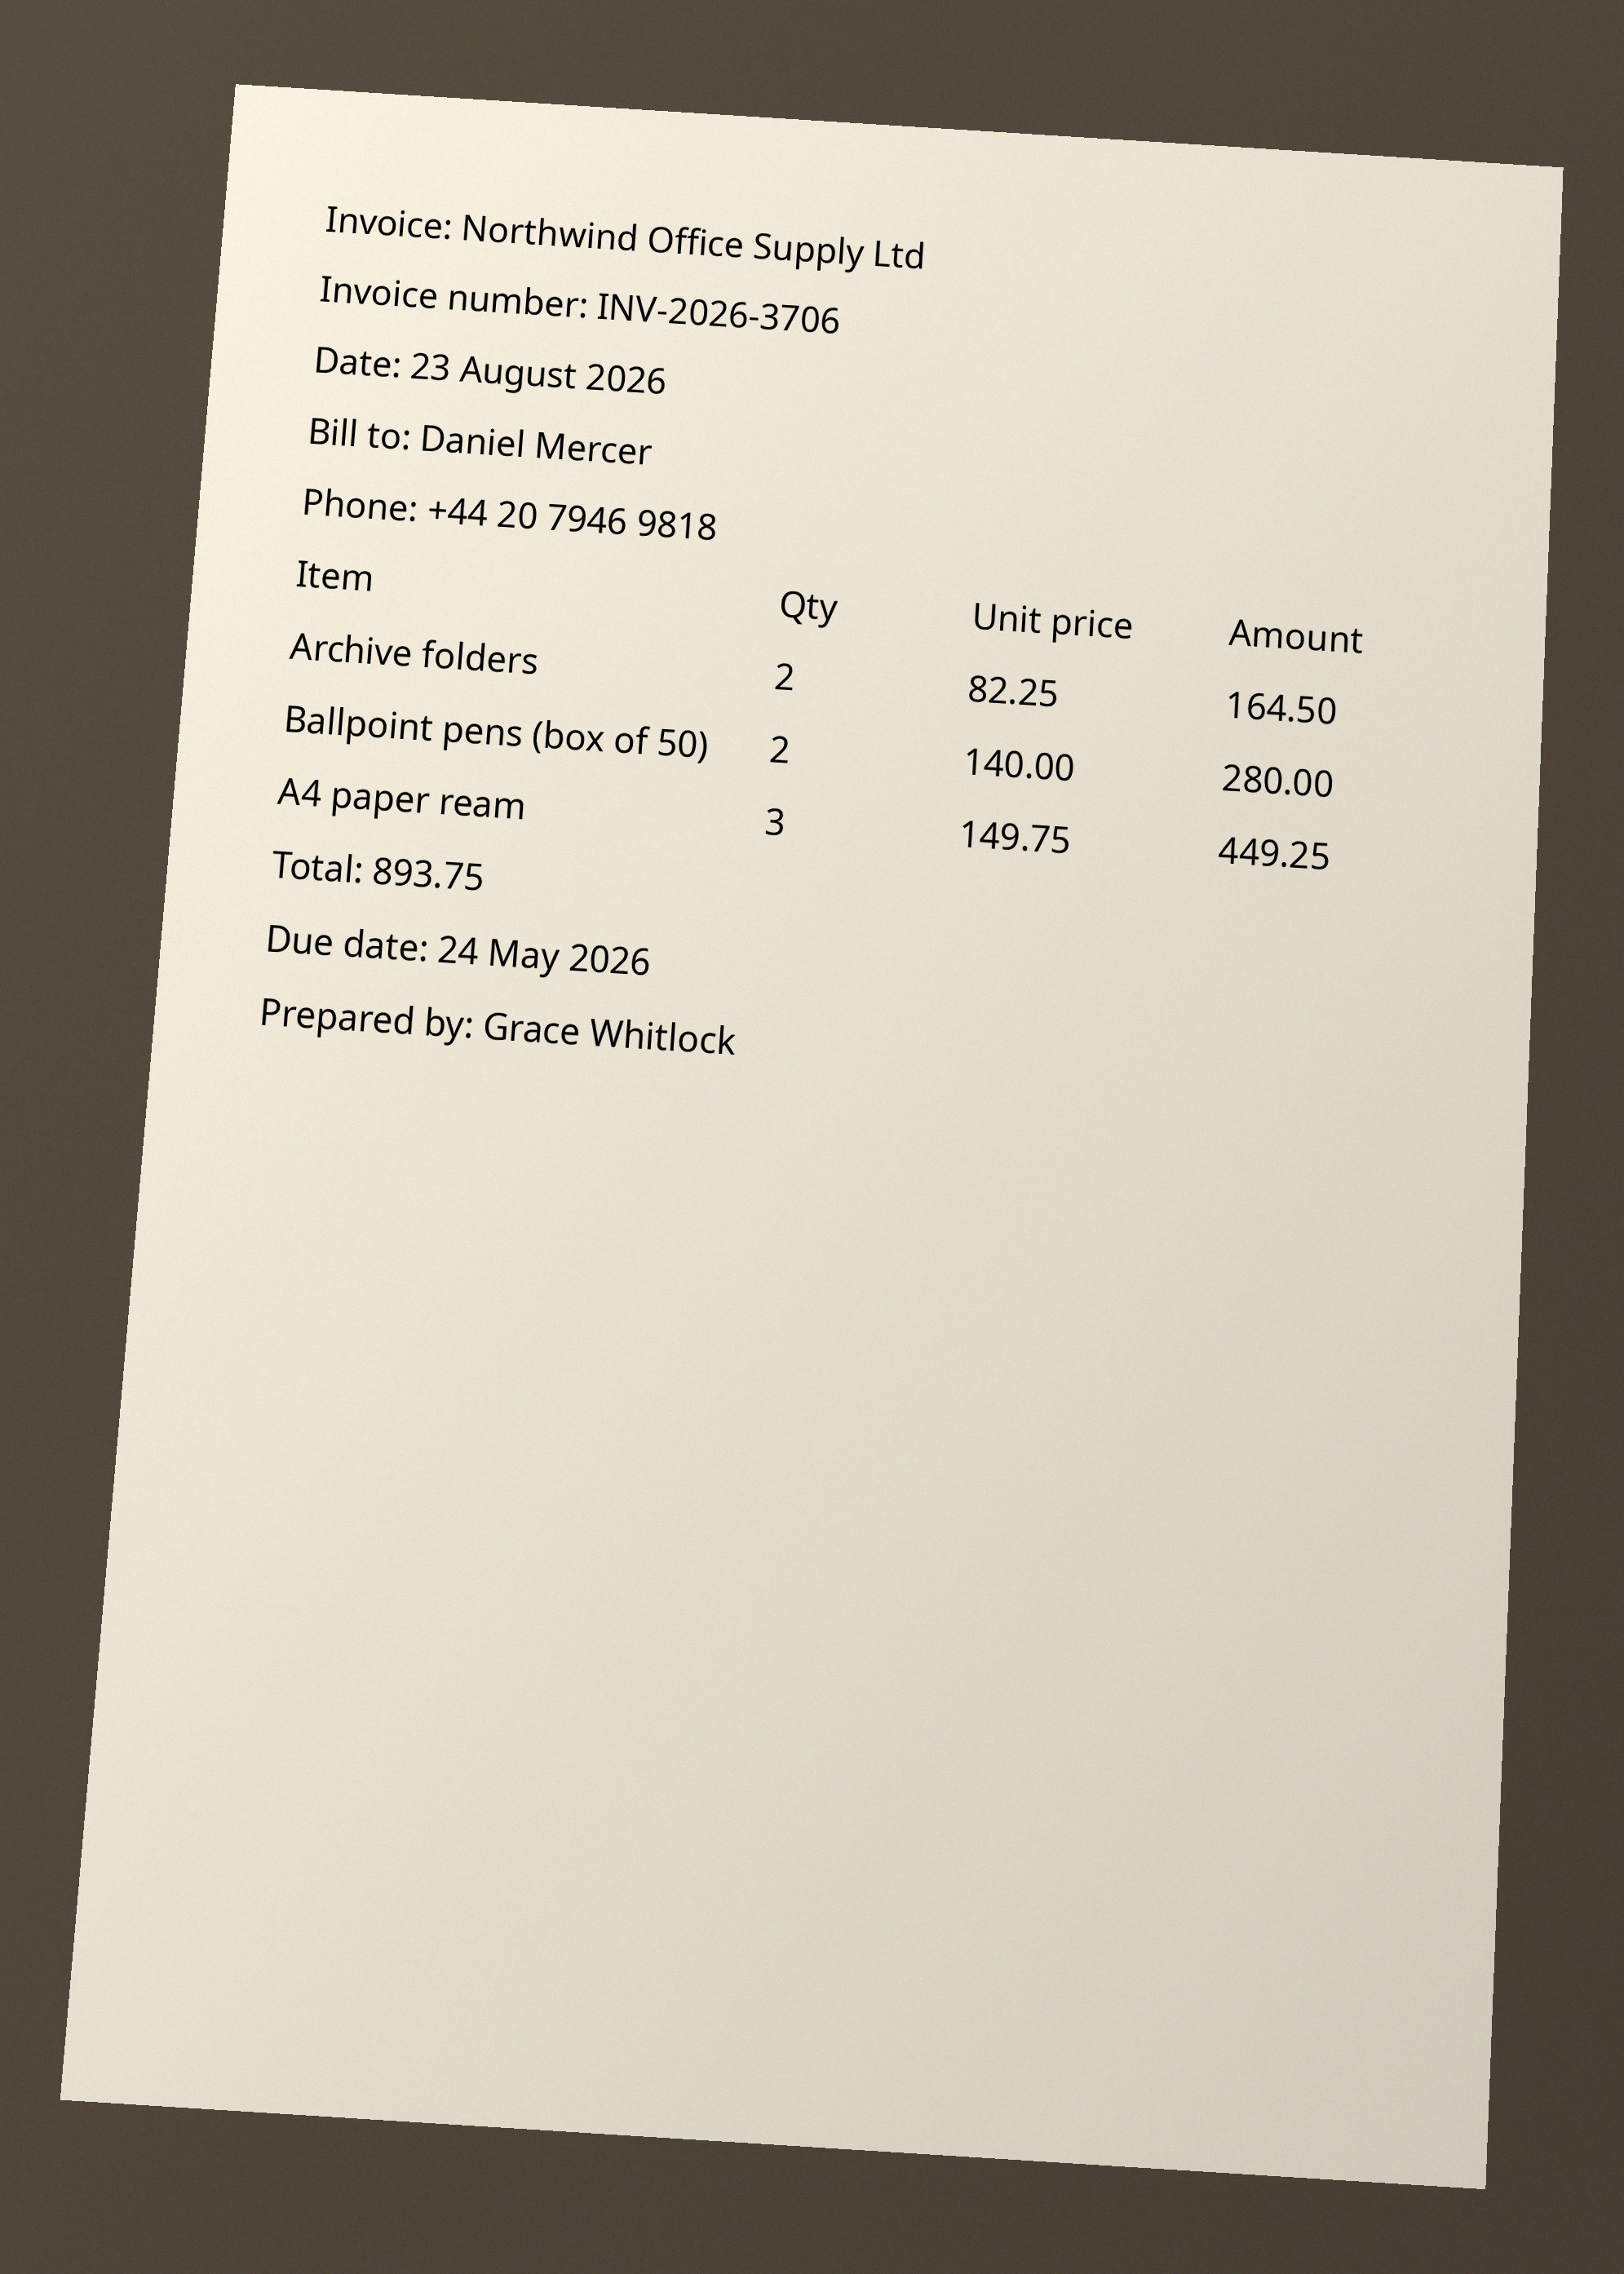 Invoice: Northwind Office Supply Ltd
Invoice number: INV-2026-3706
Date: 23 August 2026
Bill to: Daniel Mercer
Phone: +44 20 7946 9818
Item Qty Unit price Amount
Archive folders 2 82.25 164.50
Ballpoint pens (box of 50) 2 140.00 280.00
A4 paper ream 3 149.75 449.25
Total: 893.75
Due date: 24 May 2026
Prepared by: Grace Whitlock